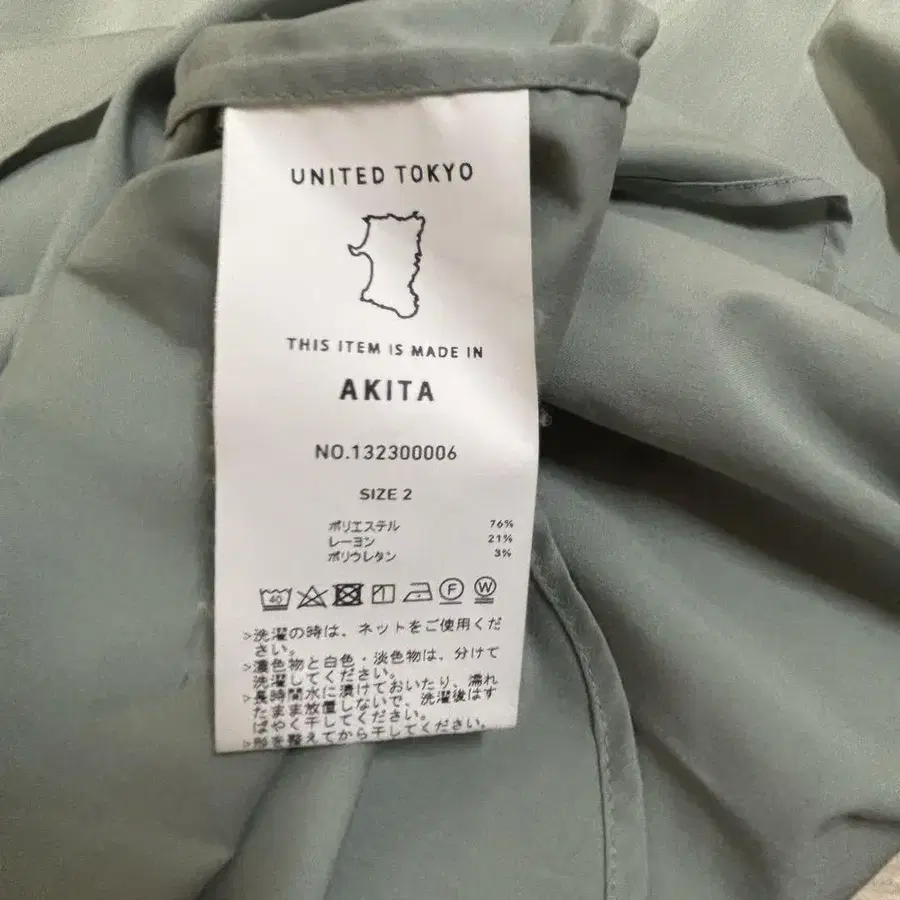 UNITED TOKYO
THIS ITEM IS MADE IN
AKITA
NO.132300006
SIZE 2
ポリエステル 76%
レーヨン 21%
ポリウレタン 3%
40 F W
>洗濯の時は、ネットをご使用くだ
さい。
>濃色物と白色・淡色物は、分けて
洗濯してください。
>長時間水に漬けておいたり、濡れ
たまま放置しないで、洗濯後はす
ばやく干してください。
>形を整えてから干してください。